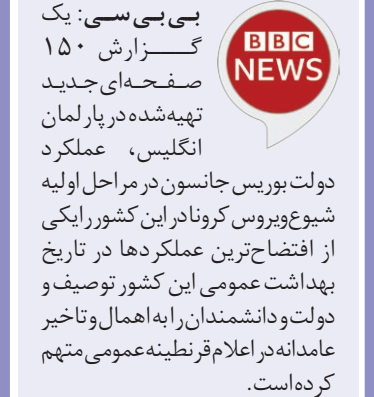 بی‌بی‌سی: یک
گـــزارش ۱۵۰
صفحه‌ای جدید
تهیه‌شده در پارلمان
انگلیس، عملکرد
دولت بوریس جانسون در مراحل اولیه
شیوع ویروس کرونا در این کشور را یکی
از افتضاح‌ترین عملکردها در تاریخ
بهداشت عمومی این کشور توصیف و
دولت و دانشمندان را به اهمال و تاخیر
عامدانه در اعلام قرنطینه عمومی متهم
کرده است.
BBC
NEWS